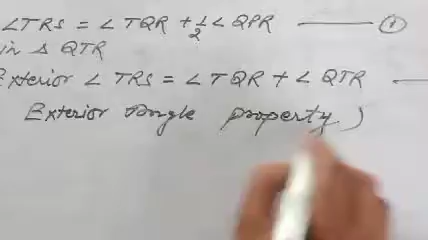 ∠TRS = ∠TQR + 1/2 ∠QPR —— ①
in △ QTR
Exterior ∠TRS = ∠TQR + ∠QTR —
Exterior Angle property)